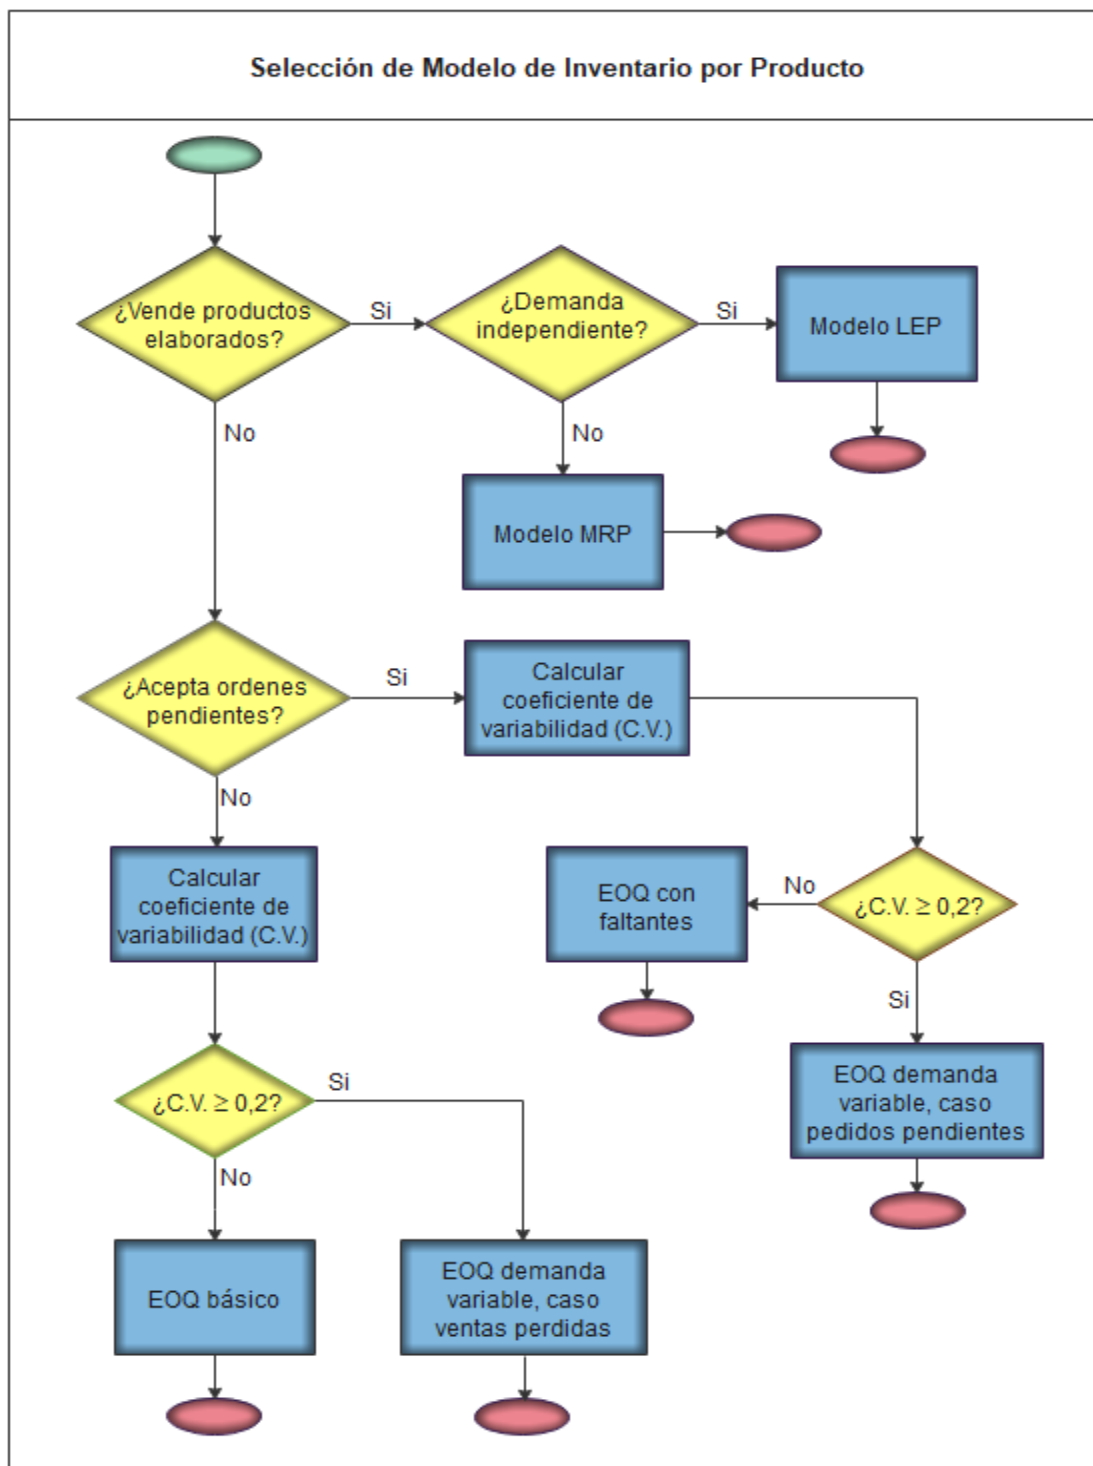 Selección de Modelo de Inventario por Producto
¿Vende productos
elaborados?
Si
¿Demanda
independiente?
Si
Modelo LEP
No
No
Modelo MRP
¿Acepta ordenes
pendientes?
Si
Calcular
coeficiente de
variabilidad (C.V.)
No
Calcular
coeficiente de
variabilidad (C.V.)
EOQ con
faltantes
No
¿C.V. ≥ 0,2?
Si
¿C.V. ≥ 0,2?
Si
EOQ demanda
variable, caso
pedidos pendientes
No
EOQ básico
EOQ demanda
variable, caso
ventas perdidas